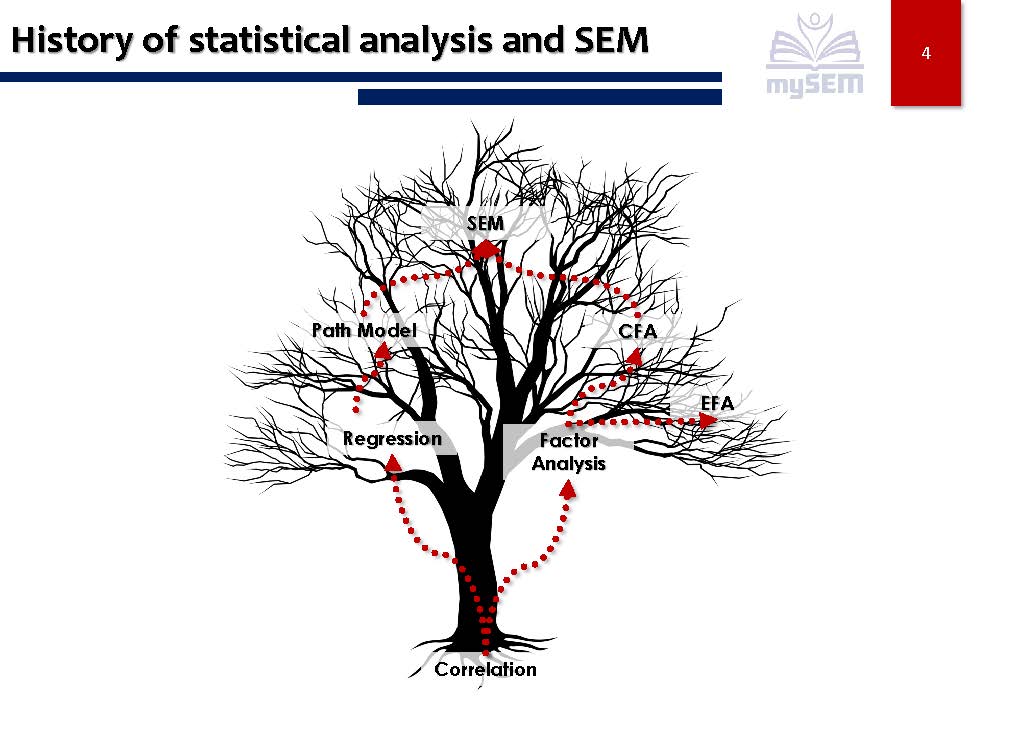 History of statistical analysis and SEM
mySEM
4
SEM
Path Model
CFA
EFA
Regression
Factor
Analysis
Correlation